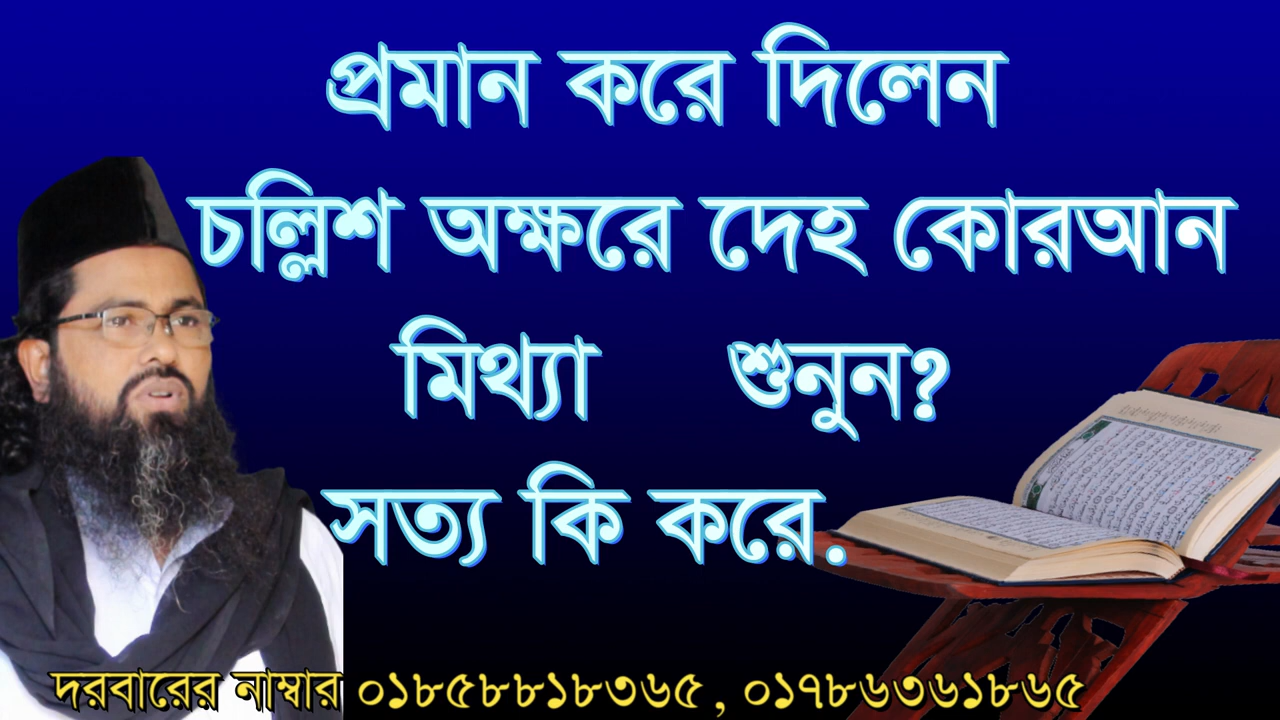 প্রমান করে দিলেন
চল্লিশ অক্ষরে দেহ কোরআন
মিথ্যা শুনুন?
সত্য কি করে.
দরবারের নাম্বার ০১৮৫৮৮১৮৩৬৫, ০১৭৮৬৩৬১৮৬৫